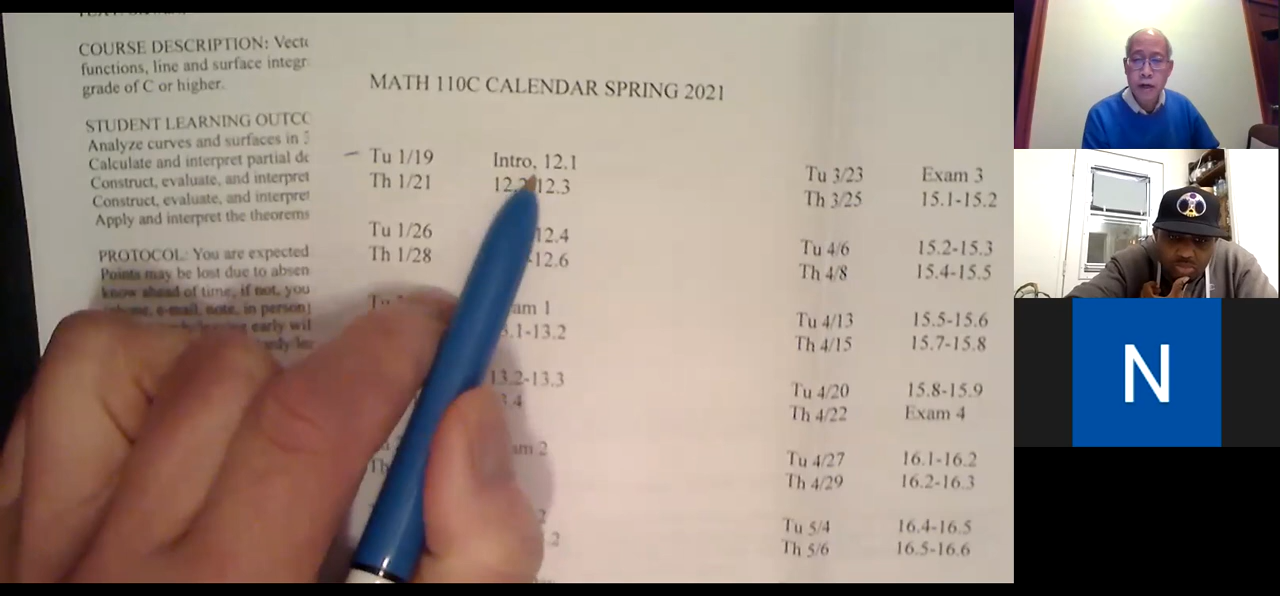 COURSE DESCRIPTION:
functions, line and surface
grade of C or higher.
STUDENT LEARNING
Analyze curves and surfaces in
Calculate and interpret partial
Construct, evaluate, and interpret
Construct, evaluate, and
Apply and interpret the theorems
PROTOCOL: You are expected
Points may be lost due to
know ahead of time, if not, you
e-mail, note, in
early
MATH 110C CALENDAR SPRING 2021
Tu 1/19 Intro, 12.1
Th 1/21 12.3
Tu 1/26 12.4
Th 1/28 -12.6
1
-13.2
13.2-13.3
2
Tu 3/23 Exam 3
Th 3/25 15.1-15.2
Tu 4/6 15.2-15.3
Th 4/8 15.4-15.5
Tu 4/13 15.5-15.6
Th 4/15 15.7-15.8
Tu 4/20 15.8-15.9
Th 4/22 Exam 4
Tu 4/27 16.1-16.2
Th 4/29 16.2-16.3
Tu 5/4 16.4-16.5
Th 5/6 16.5-16.6
N